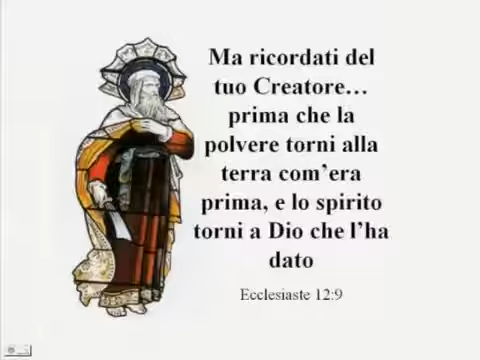 Ma ricordati del
tuo Creatore…
prima che la
polvere torni alla
terra com’era
prima, e lo spirito
torni a Dio che l’ha
dato
Ecclesiaste 12:9